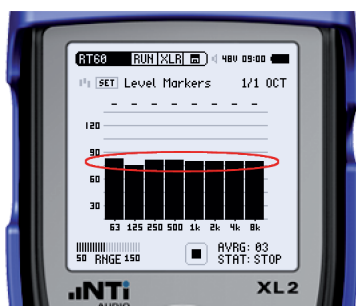 RT60 RUN XLR 48V 09:00
SET Level Markers 1/1 OCT
- - - - - - - -
120
90
60
30
63 125 250 500 1k 2k 4k 8k
50 RNGE 150
AVRG: 03
STAT: STOP
NTi
AUDIO
XL2